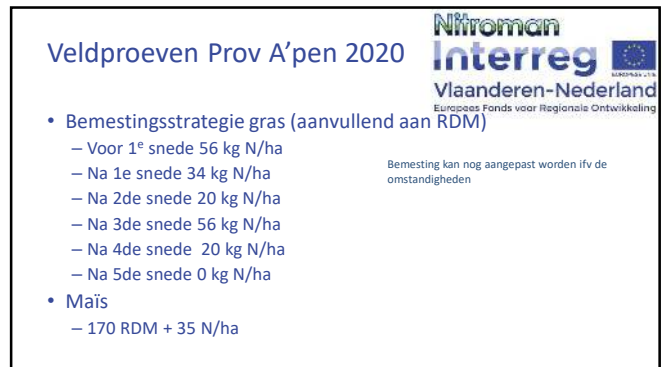 Nitroman
Veldproeven Prov A’pen 2020
Interreg
Vlaanderen-Nederland
Europees Fonds voor Regionale Ontwikkeling
• Bemestingsstrategie gras (aanvullend aan RDM)
– Voor 1e snede 56 kg N/ha
– Na 1e snede 34 kg N/ha
– Na 2de snede 20 kg N/ha
– Na 3de snede 56 kg N/ha
– Na 4de snede 20 kg N/ha
– Na 5de snede 0 kg N/ha
Bemesting kan nog aangepast worden ifv de
omstandigheden
• Maïs
– 170 RDM + 35 N/ha